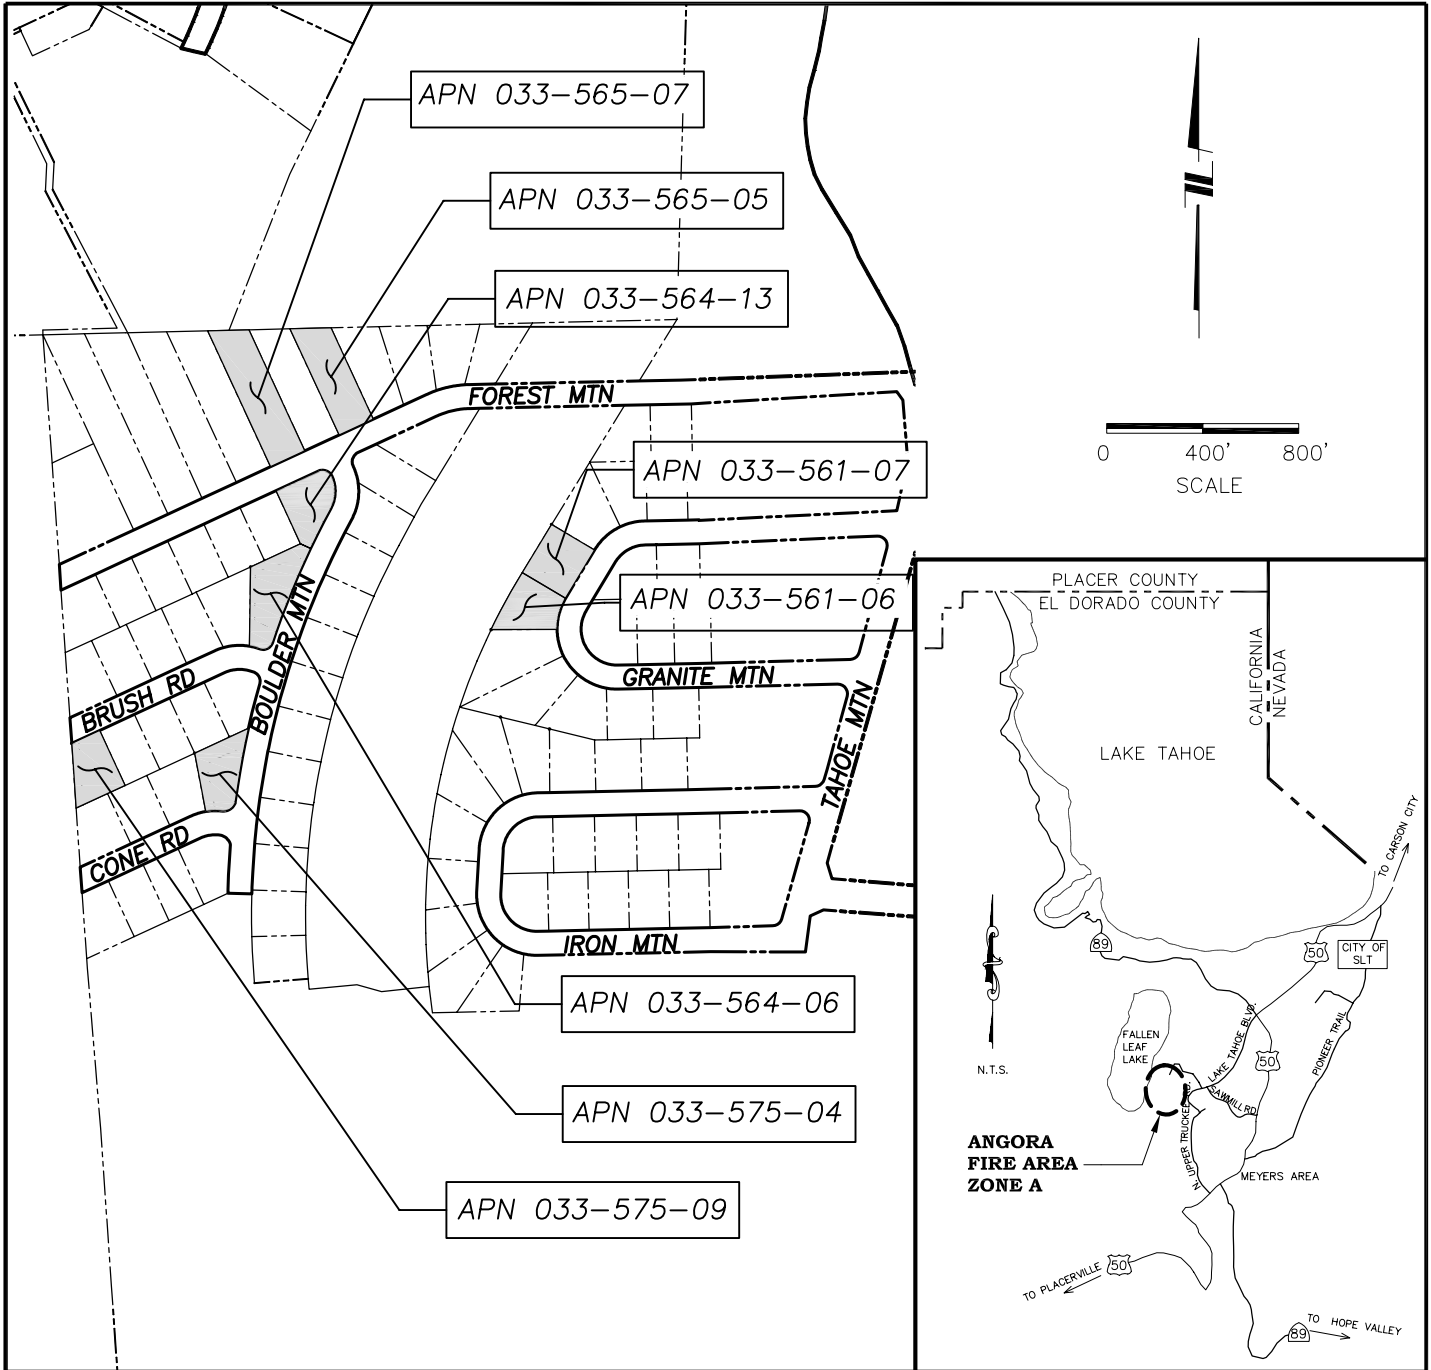 APN 033-565-07
APN 033-565-05
APN 033-564-13
FOREST MTN
APN 033-561-07
APN 033-561-06
BOULDER MTN
BRUSH RD
GRANITE MTN
TAHOE MTN
CONE RD
IRON MTN
APN 033-564-06
APN 033-575-04
APN 033-575-09
0 400' 800'
SCALE
PLACER COUNTY
EL DORADO COUNTY
CALIFORNIA
NEVADA
LAKE TAHOE
TO CARSON CITY
89
50
CITY OF
SLT
FALLEN
LEAF
LAKE
N.T.S.
LAKE TAHOE BLVD.
50
PIONEER TRAIL
SAWMILL RD
N. UPPER TRUCKEE RD.
ANGORA
FIRE AREA
ZONE A
MEYERS AREA
TO PLACERVILLE
50
TO HOPE VALLEY
89